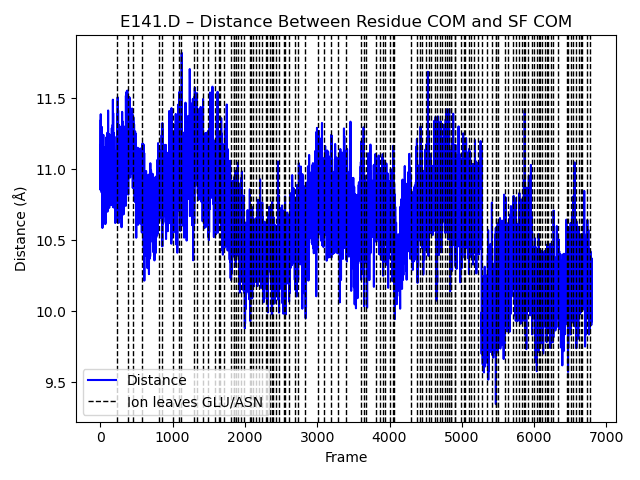 E141.D – Distance Between Residue COM and SF COM
Distance (Å)
11.5
11.0
10.5
10.0
9.5
Distance
Ion leaves GLU/ASN
0 1000 2000 3000 4000 5000 6000 7000
Frame